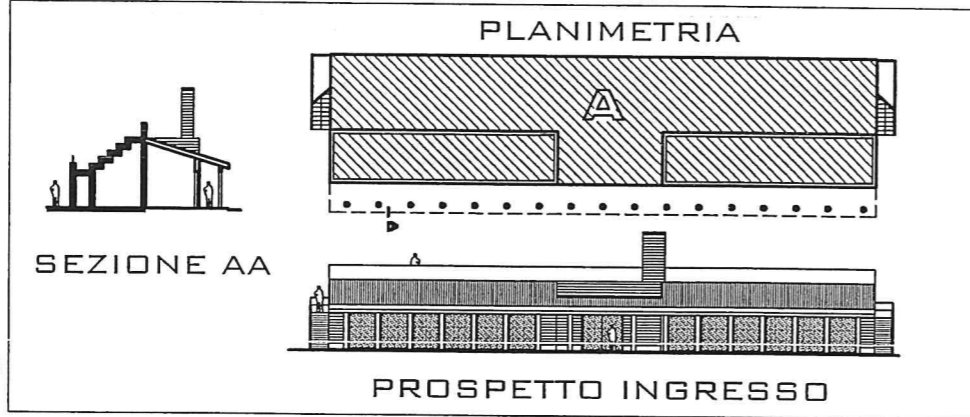 PLANIMETRIA
A
A
SEZIONE AA
PROSPETTO INGRESSO